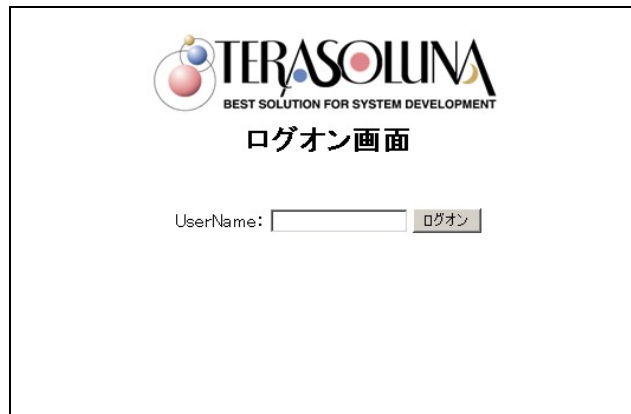 TERASOLUNA
BEST SOLUTION FOR SYSTEM DEVELOPMENT
ログオン画面
UserName: ログオン